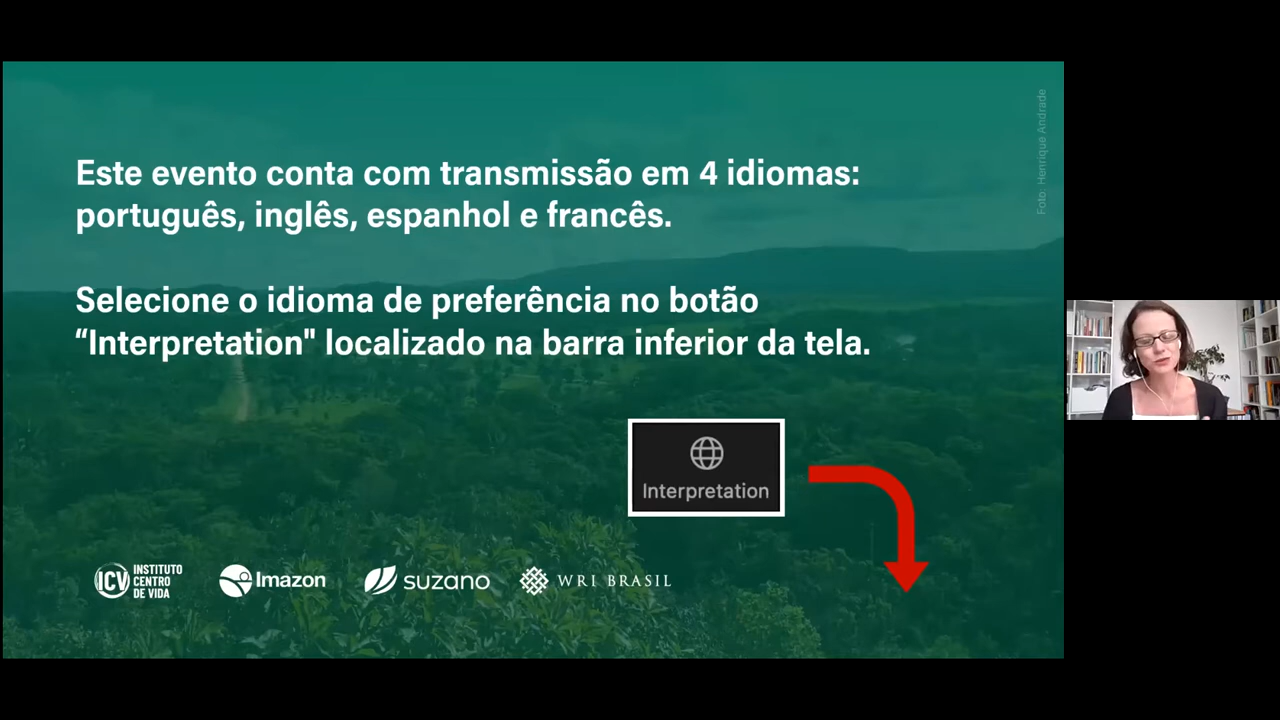 Foto: Henrique Andrade
Este evento conta com transmissão em 4 idiomas:
português, inglês, espanhol e francês.
Selecione o idioma de preferência no botão
“Interpretation" localizado na barra inferior da tela.
Interpretation
ICV INSTITUTO
CENTRO
DE VIDA
Imazon
suzano
WRI BRASIL